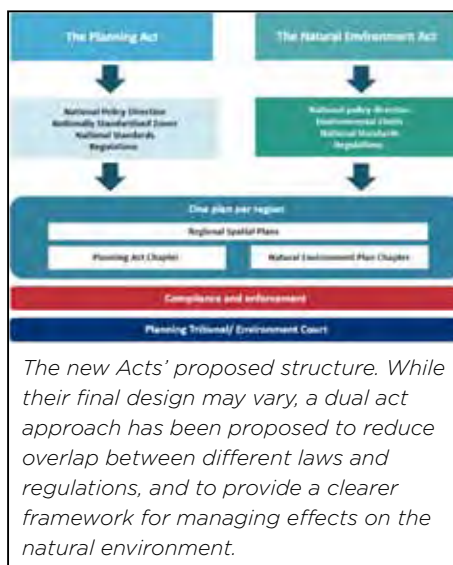 The Planning Act
The Natural Environment Act
National Policy Direction
Nationally Standardised Zones
National Standards
Regulations
National policy direction
Environmental Limits
National Standards
Regulations
One plan per region
Regional Spatial Plans
Planning Act Chapter
Natural Environment Plan Chapter
Compliance and enforcement
Planning Tribunal/ Environment Court
The new Acts’ proposed structure. While
their final design may vary, a dual act
approach has been proposed to reduce
overlap between different laws and
regulations, and to provide a clearer
framework for managing effects on the
natural environment.